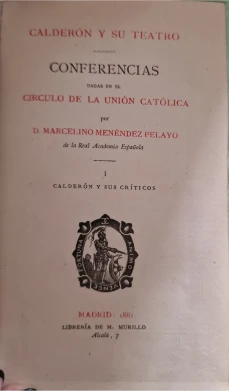 CALDERÓN Y SU TEATRO
CONFERENCIAS
DADAS EN EL
CÍRCULO DE LA UNIÓN CATÓLICA
por
D. MARCELINO MENÉNDEZ PELAYO
de la Real Academia Española
I
CALDERÓN Y SUS CRÍTICOS
MADRID: 1881
LIBRERÍA DE M. MURILLO
Alcalá, 7